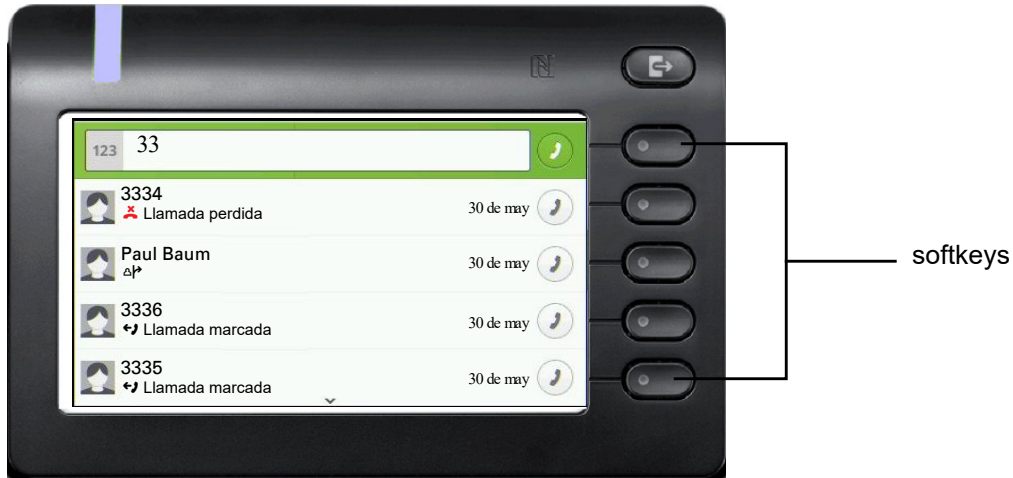 123 33
3334
Llamada perdida 30 de may
Paul Baum 30 de may
3336
Llamada marcada 30 de may
3335
Llamada marcada 30 de may
softkeys